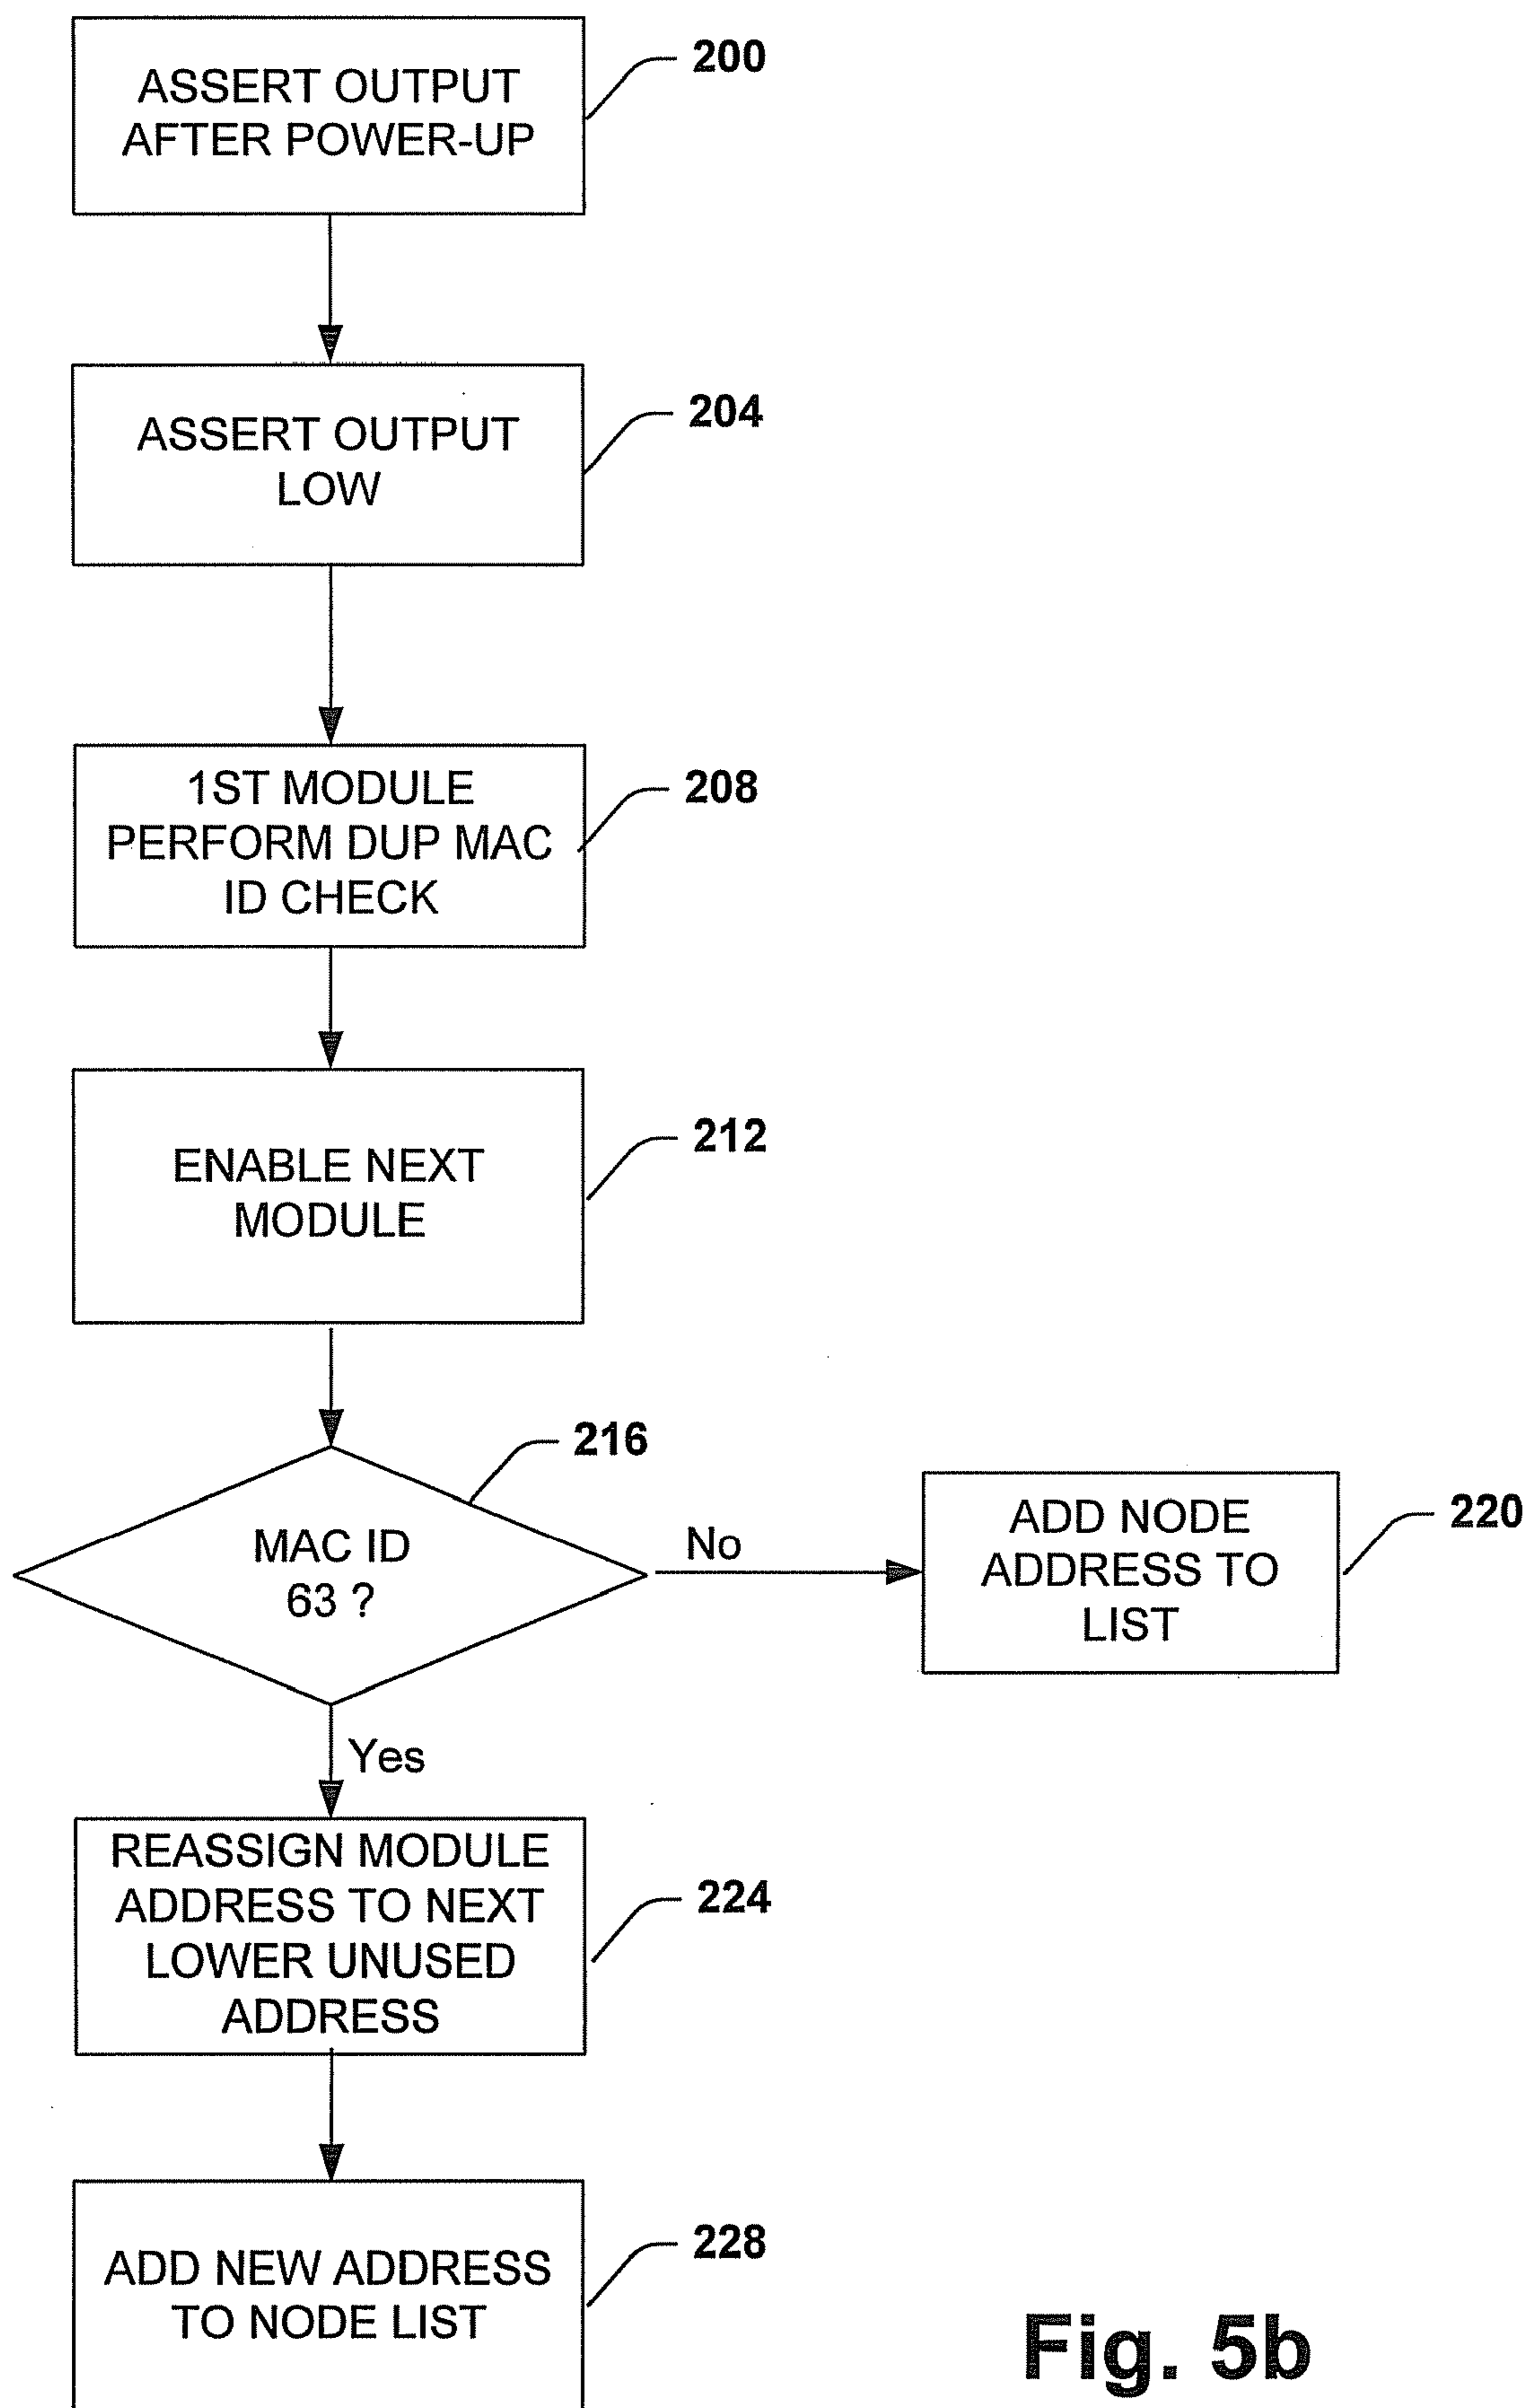 ASSERT OUTPUT
AFTER POWER-UP
200
ASSERT OUTPUT
LOW
204
1ST MODULE
PERFORM DUP MAC
ID CHECK
208
ENABLE NEXT
MODULE
212
MAC ID
63 ?
216
No
ADD NODE
ADDRESS TO
LIST
220
Yes
REASSIGN MODULE
ADDRESS TO NEXT
LOWER UNUSED
ADDRESS
224
ADD NEW ADDRESS
TO NODE LIST
228
Fig. 5b